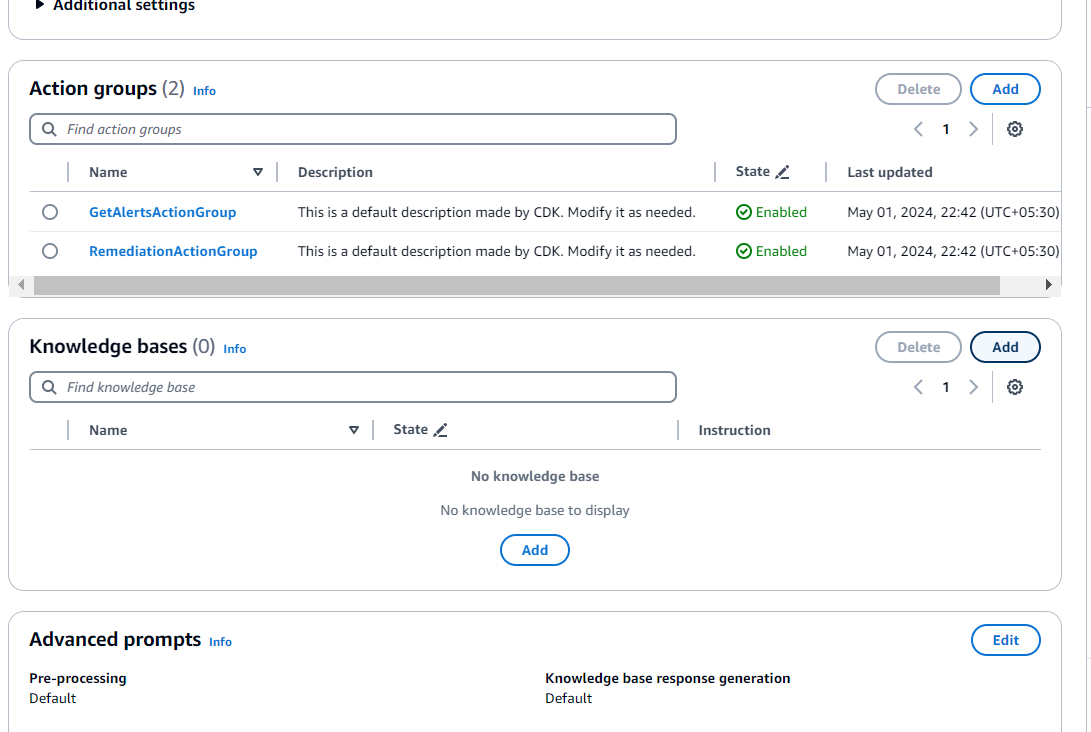 Additional settings
Action groups (2) Info
Delete
Add
Find action groups
1
Name Description State Last updated
GetAlertsActionGroup This is a default description made by CDK. Modify it as needed. Enabled May 01, 2024, 22:42 (UTC+05:30)
RemediationActionGroup This is a default description made by CDK. Modify it as needed. Enabled May 01, 2024, 22:42 (UTC+05:30)
Knowledge bases (0) Info
Delete
Add
Find knowledge base
1
Name State Instruction
No knowledge base
No knowledge base to display
Add
Advanced prompts Info
Edit
Pre-processing
Default
Knowledge base response generation
Default